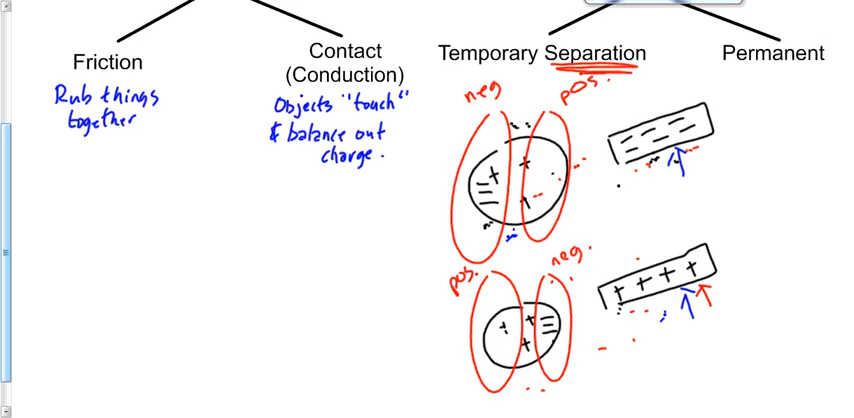 Friction
Contact
(Conduction)
Temporary Separation
Permanent
Rub things
together
Objects "touch"
& balance out
charge.
neg
pos.
pos.
neg.